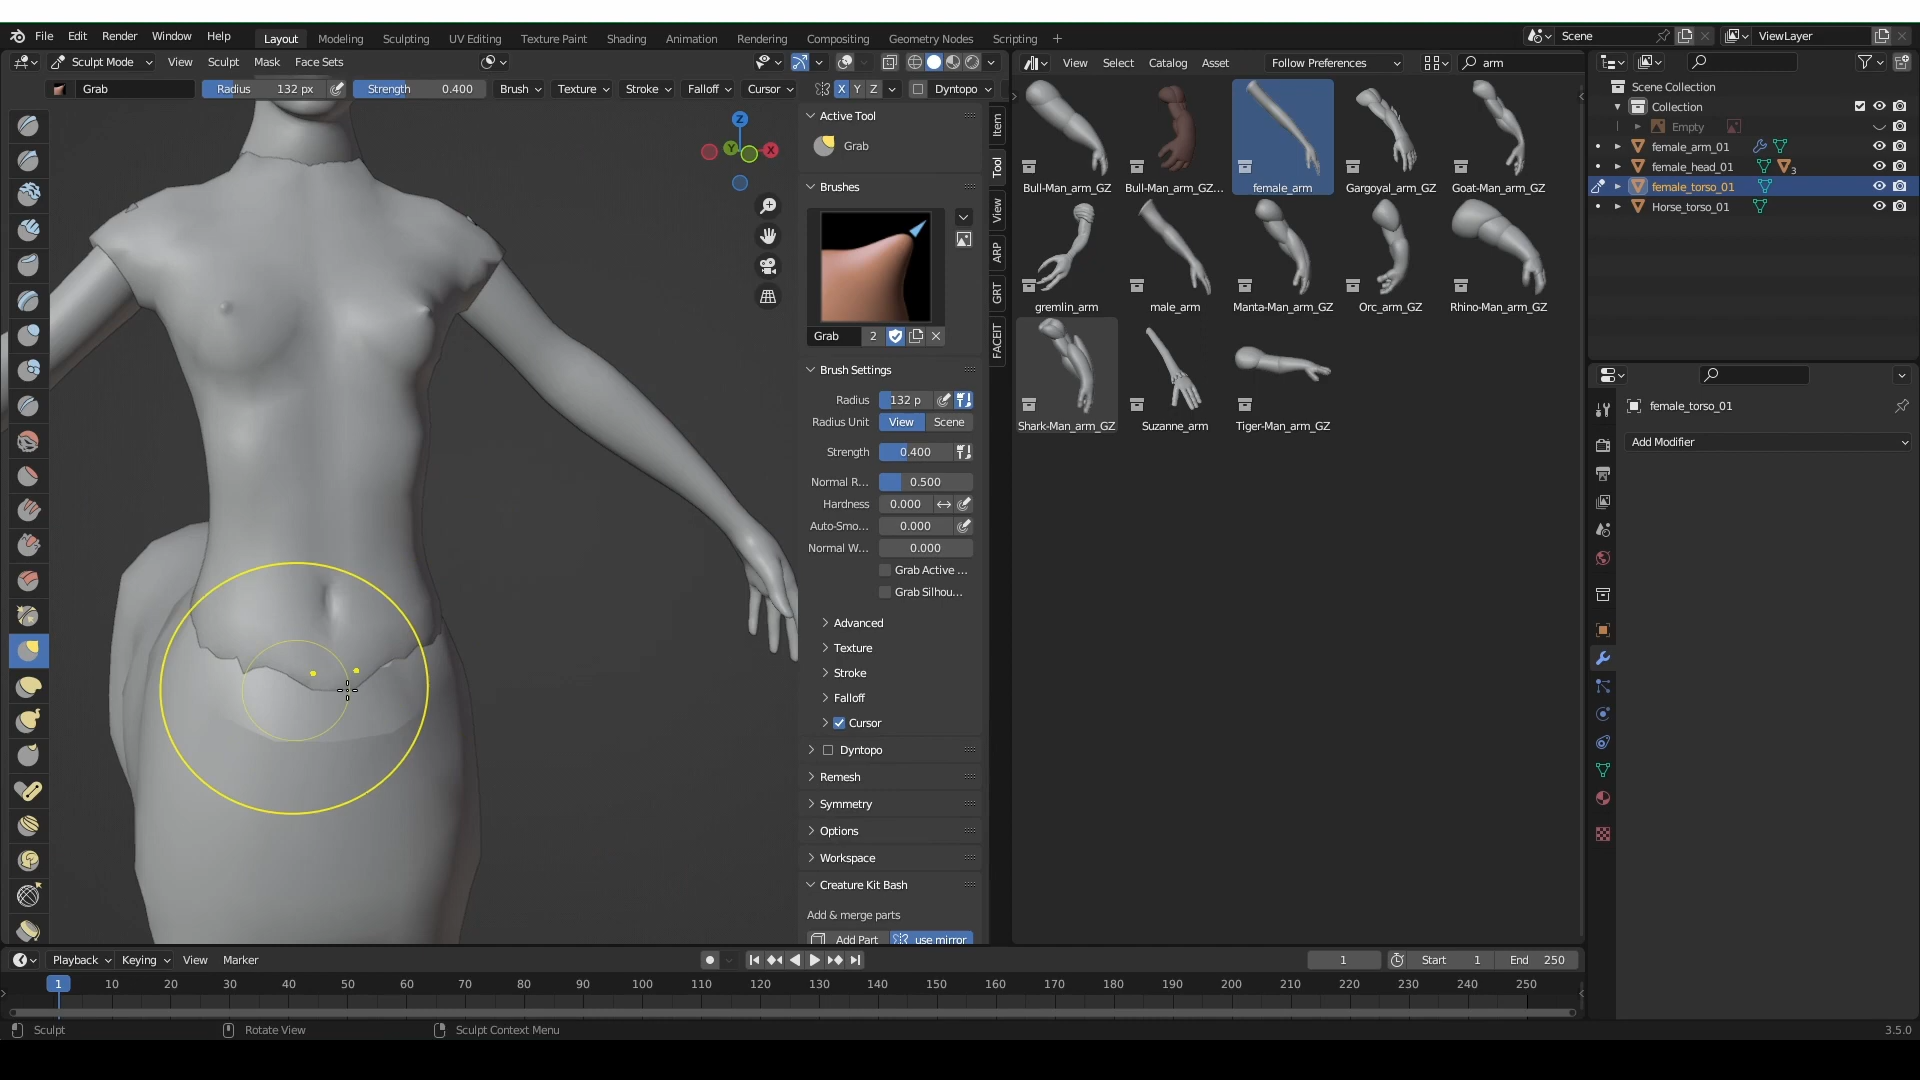 File Edit Render Window Help Layout Modeling Sculpting UV Editing Texture Paint Shading Animation Rendering Compositing Geometry Nodes Scripting + Scene ViewLayer
Sculpt Mode View Sculpt Mask Face Sets View Select Catalog Asset Follow Preferences arm
Grab Radius 132 px Strength 0.400 Brush Texture Stroke Falloff Cursor X Y Z Dyntopo
Z
Y
X
Active Tool
Grab
Brushes
Grab 2
Brush Settings
Radius 132 p
Radius Unit View Scene
Strength 0.400
Normal R... 0.500
Hardness 0.000
Auto-Smo... 0.000
Normal W... 0.000
Grab Active ...
Grab Silhou...
Advanced
Texture
Stroke
Falloff
Cursor
Dyntopo
Remesh
Symmetry
Options
Workspace
Creature Kit Bash
Add & merge parts
Add Part use mirror
Item
Tool
View
ARP
GRT
FACEIT
Bull-Man_arm_GZ Bull-Man_arm_GZ... female_arm Gargoyal_arm_GZ Goat-Man_arm_GZ
gremlin_arm male_arm Manta-Man_arm_GZ Orc_arm_GZ Rhino-Man_arm_GZ
Shark-Man_arm_GZ Suzanne_arm Tiger-Man_arm_GZ
Scene Collection
Collection
Empty
female_arm_01
female_head_01 3
female_torso_01
Horse_torso_01
female_torso_01
Add Modifier
Playback Keying View Marker 1 Start 1 End 250
1 10 20 30 40 50 60 70 80 90 100 110 120 130 140 150 160 170 180 190 200 210 220 230 240 250
Sculpt Rotate View Sculpt Context Menu 3.5.0